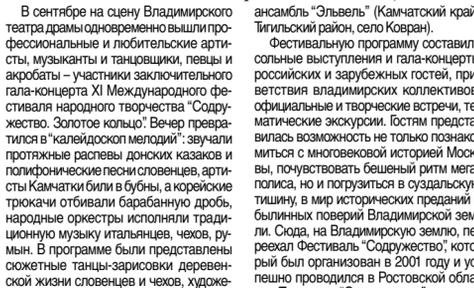 В сентябре на сцену Владимирского
театра драмы одновременно вышли про-
фессиональные и любительские арти-
сты, музыканты и танцовщики, певцы и
акробаты – участники заключительного
гала-концерта XI Международного фе-
стиваля народного творчества "Содру-
жество. Золотое кольцо". Вечер превра-
тился в "калейдоскоп мелодий": звучали
протяжные распевы донских казаков и
полифонические песни словенцев, арти-
сты Камчатки били в бубны, а корейские
трюкачи отбивали барабанную дробь,
народные оркестры исполняли тради-
ционную музыку итальянцев, чехов, ру-
мын. В программе были представлены
сюжетные танцы-зарисовки деревен-
ской жизни словенцев и чехов, художе-
ансамбль "Эльвель" (Камчатский край
Тигильский район, село Ковран).
Фестивальную программу составил
сольные выступления и гала-концерт
российских и зарубежных гостей, при
ветствия владимирских коллективов
официальные и творческие встречи, те
матические экскурсии. Гостям предста
вилась возможность не только познако
миться с многовековой историей Моск
вы, почувствовать бешеный ритм мега
полиса, но и погрузиться в суздальскую
тишину, в мир исторических преданий
былинных поверий Владимирской зем
ли. Сюда, на Владимирскую землю, пе
реехал Фестиваль "Содружество", кото
рый был организован в 2001 году и ус
пешно проводился в Ростовской обла